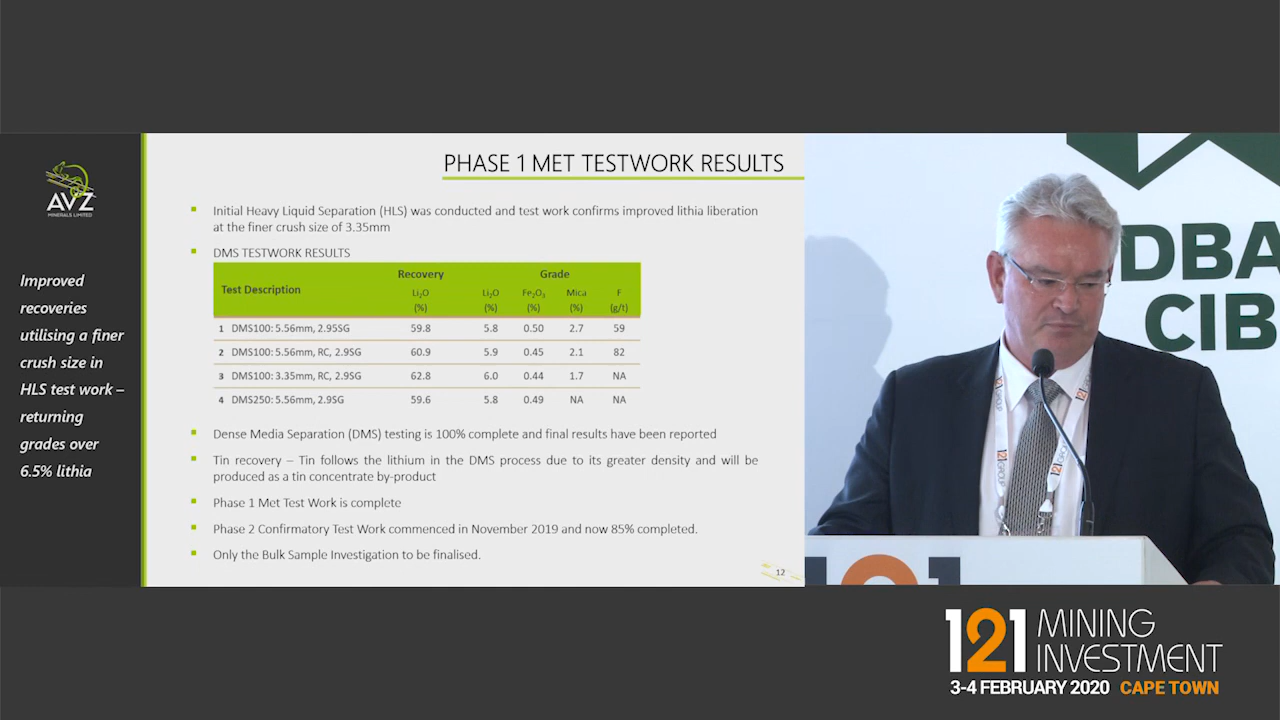 AVZ
MINERALS LIMITED
Improved
recoveries
utilising a finer
crush size in
HLS test work –
returning
grades over
6.5% lithia
PHASE 1 MET TESTWORK RESULTS
Initial Heavy Liquid Separation (HLS) was conducted and test work confirms improved lithia liberation
at the finer crush size of 3.35mm
DMS TESTWORK RESULTS
Test Description Recovery Grade
Li₂O Li₂O Fe₂O₃ Mica F
(%) (%) (%) (%) (g/t)
1 DMS100: 5.56mm, 2.95SG 59.8 5.8 0.50 2.7 59
2 DMS100: 5.56mm, RC, 2.9SG 60.9 5.9 0.45 2.1 82
3 DMS100: 3.35mm, RC, 2.9SG 62.8 6.0 0.44 1.7 NA
4 DMS250: 5.56mm, 2.9SG 59.6 5.8 0.49 NA NA
Dense Media Separation (DMS) testing is 100% complete and final results have been reported
Tin recovery – Tin follows the lithium in the DMS process due to its greater density and will be
produced as a tin concentrate by-product
Phase 1 Met Test Work is complete
Phase 2 Confirmatory Test Work commenced in November 2019 and now 85% completed.
Only the Bulk Sample Investigation to be finalised.
12
DBA
CIB
121GROUP
121
121 MINING
INVESTMENT
3-4 FEBRUARY 2020 CAPE TOWN